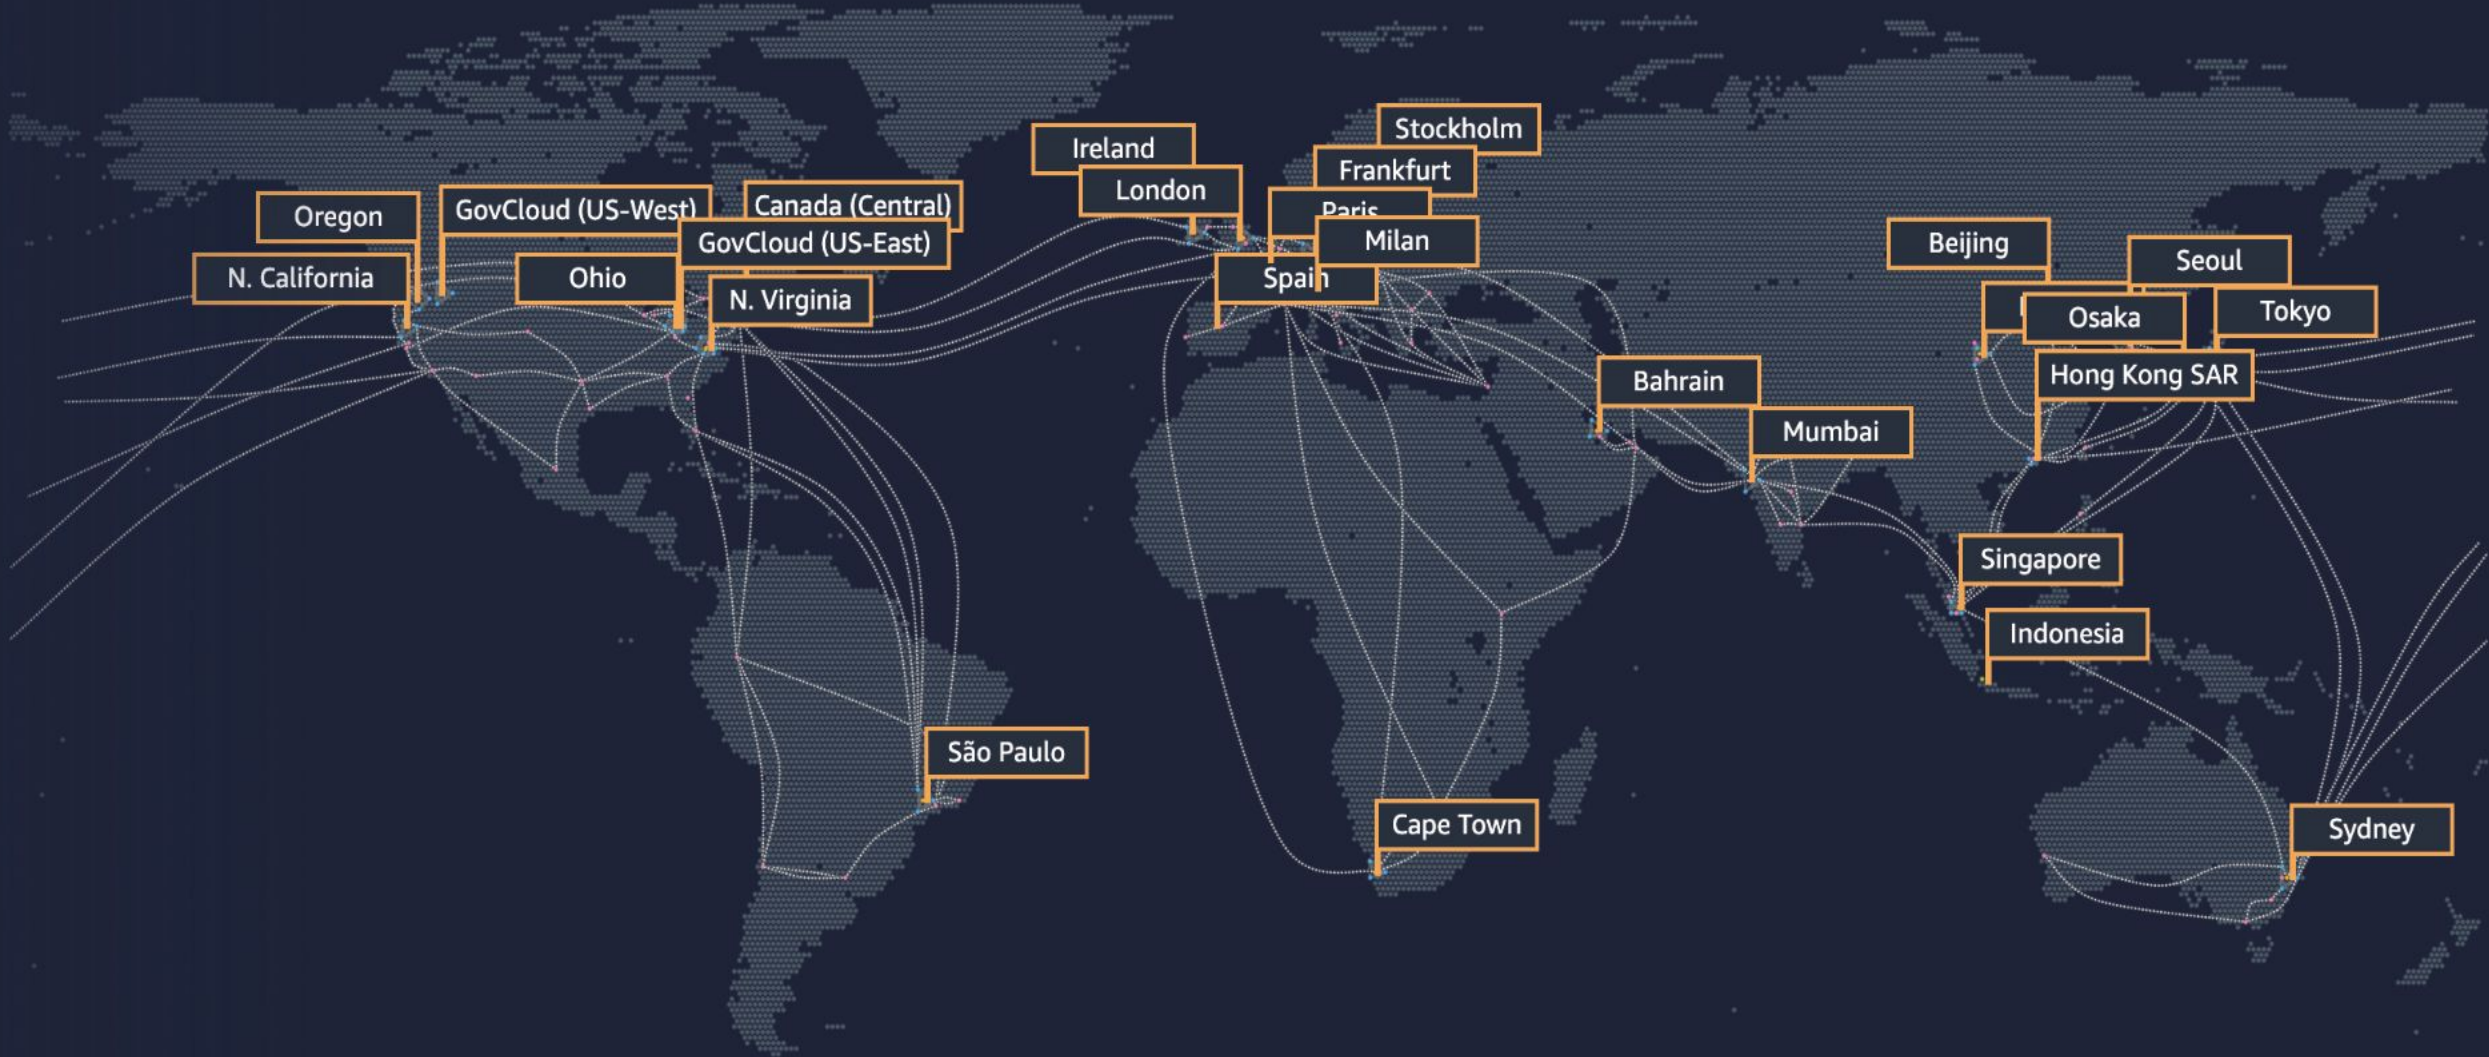 Stockholm
Ireland
Frankfurt
London
Canada (Central)
GovCloud (US-West)
Paris
Oregon
GovCloud (US-East)
Milan
Beijing
Seoul
N. California
Ohio
Spain
N. Virginia
Tokyo
Osaka
Hong Kong SAR
Bahrain
Mumbai
Singapore
Indonesia
São Paulo
Cape Town
Sydney